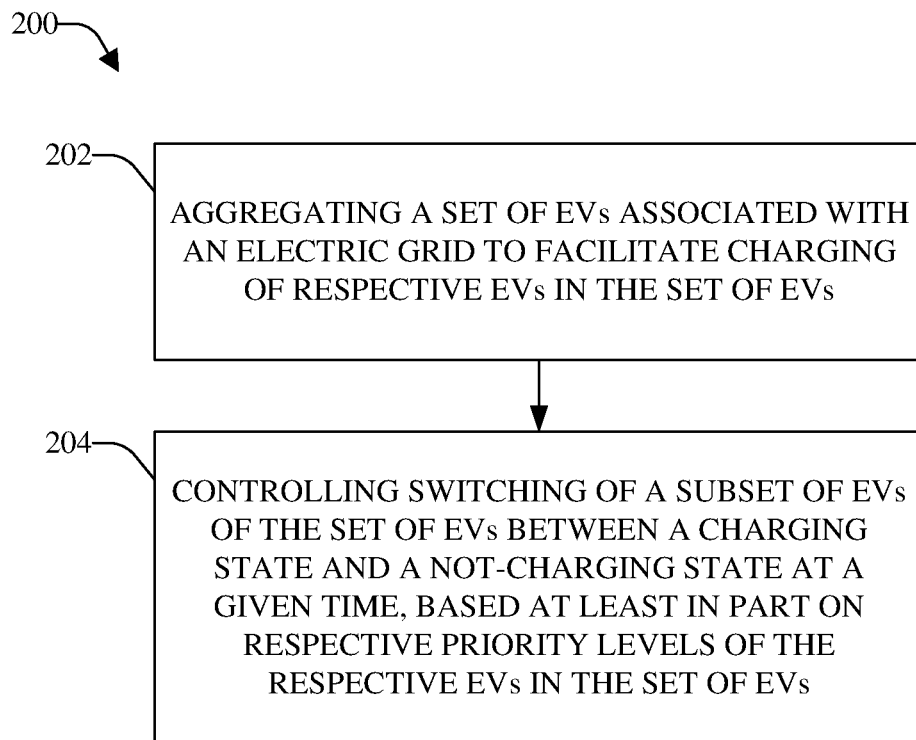 200
202
AGGREGATING A SET OF EVs ASSOCIATED WITH
AN ELECTRIC GRID TO FACILITATE CHARGING
OF RESPECTIVE EVs IN THE SET OF EVs
204
CONTROLLING SWITCHING OF A SUBSET OF EVs
OF THE SET OF EVs BETWEEN A CHARGING
STATE AND A NOT-CHARGING STATE AT A
GIVEN TIME, BASED AT LEAST IN PART ON
RESPECTIVE PRIORITY LEVELS OF THE
RESPECTIVE EVs IN THE SET OF EVs